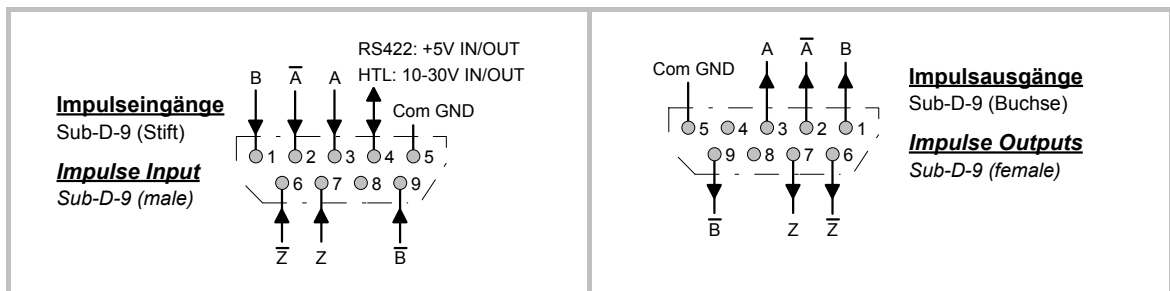 RS422: +5V IN/OUT
B A̅ A HTL: 10-30V IN/OUT
Impulseingänge
Com GND
Sub-D-9 (Stift)
1 2 3 4 5
Impulse Input
6 7 8 9
Sub-D-9 (male)
Z̅ Z B̅
A A̅ B
Com GND
Impulsausgänge
Sub-D-9 (Buchse)
5 4 3 2 1
Impulse Outputs
9 8 7 6
Sub-D-9 (female)
B̅ Z Z̅